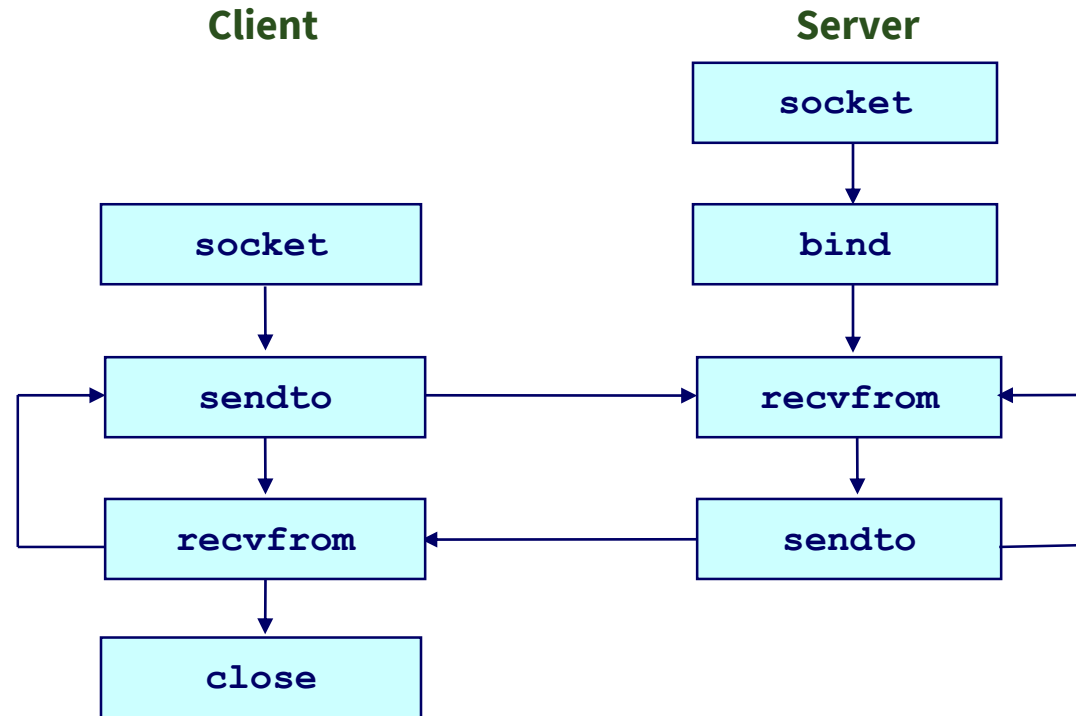 Client
Server
socket
socket
bind
sendto
recvfrom
recvfrom
sendto
close